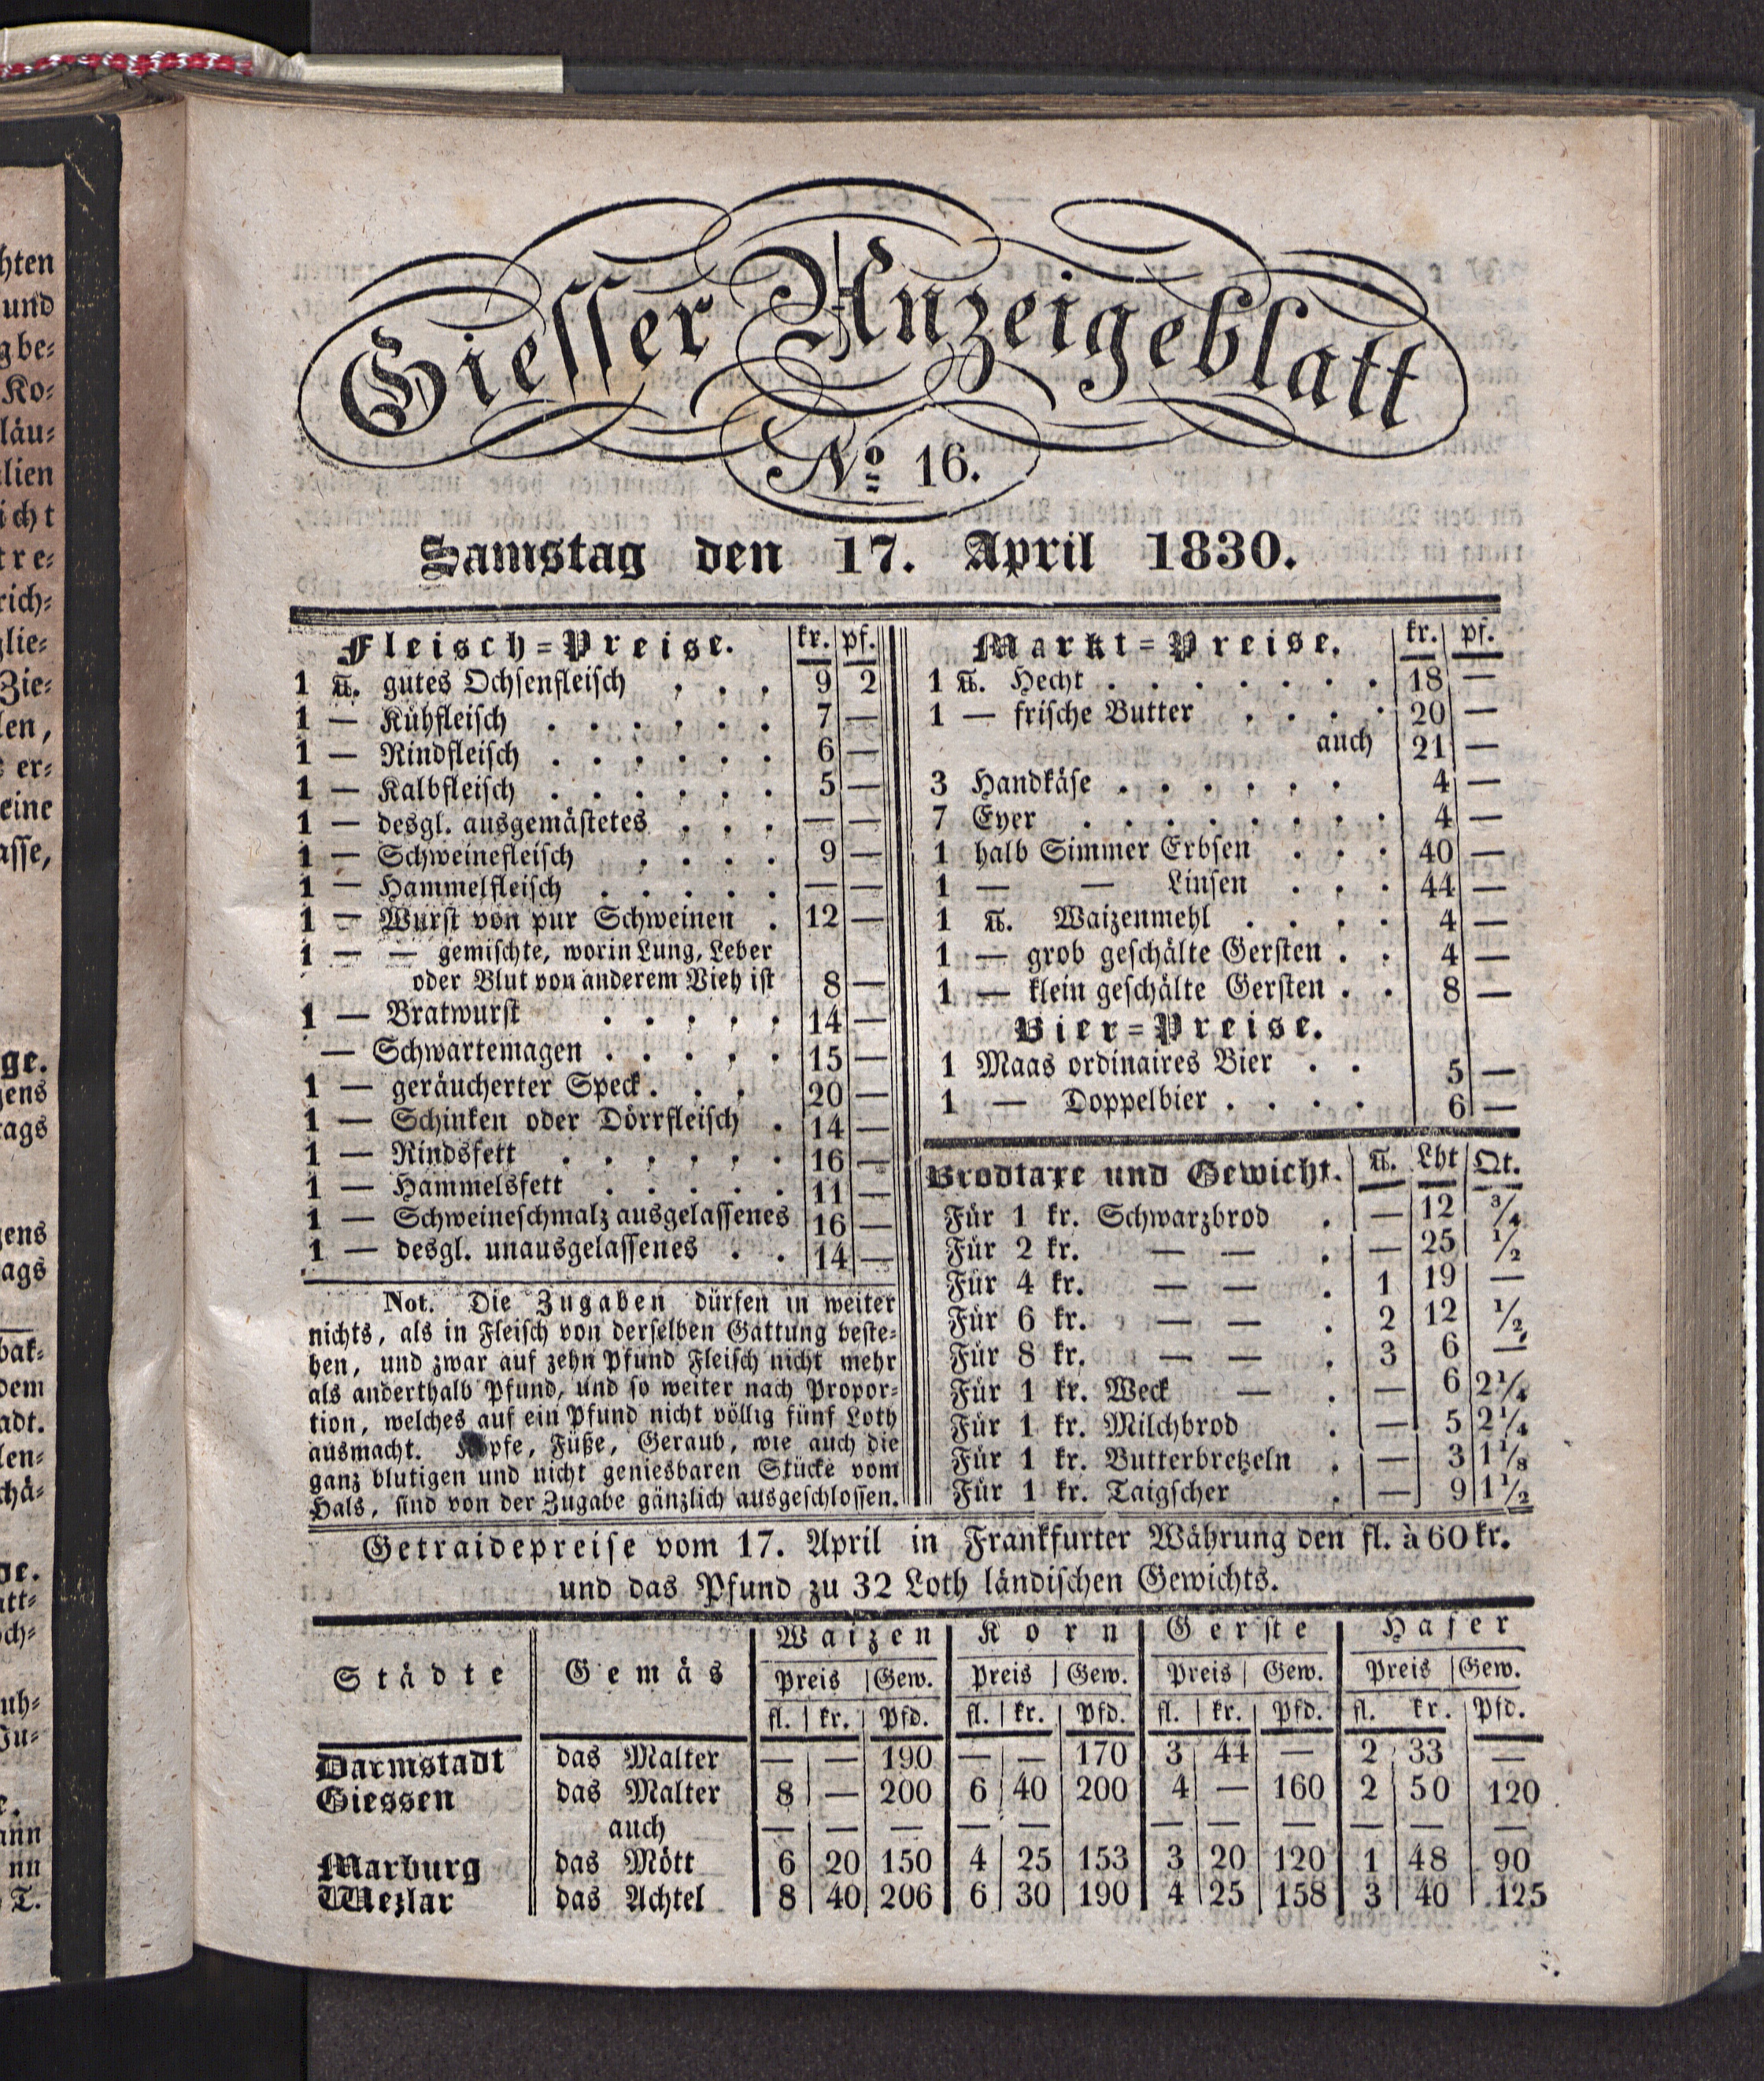 Giesser Anzeigeblatt
No. 16.
Samstag den 17. April 1830.
Fleisch=Preise. kr. pf.
1 ℔. gutes Ochsenfleisch . . . 9 2
1 — Kühfleisch . . . . . . 7 —
1 — Rindfleisch . . . . . . 6 —
1 — Kalbfleisch . . . . . . 5 —
1 — desgl. ausgemästetes . . . — —
1 — Schweinefleisch . . . . 9 —
1 — Hammelfleisch . . . . . — —
1 — Wurst von pur Schweinen . 12 —
1 — — gemischte, worin Lung, Leber
oder Blut von anderem Vieh ist 8 —
1 — Bratwurst . . . . . 14 —
— Schwartemagen . . . . . 15 —
1 — geräucherter Speck . . . 20 —
1 — Schinken oder Dörrfleisch . 14 —
1 — Rindsfett . . . . . . 16 —
1 — Hammelsfett . . . . . 11 —
1 — Schweineschmalz ausgelassenes 16 —
1 — desgl. unausgelassenes . . 14 —
Not. Die Zugaben dürfen in weiter
nichts, als in Fleisch von derselben Gattung beste=
hen, und zwar auf zehn Pfund Fleisch nicht mehr
als anderthalb Pfund, und so weiter nach Propor=
tion, welches auf ein Pfund nicht völlig fünf Loth
ausmacht. Köpfe, Füße, Geraub, wie auch die
ganz blutigen und nicht geniesbaren Stücke vom
Hals, sind von der Zugabe gänzlich ausgeschlossen.
Markt=Preise. kr. pf.
1 ℔. Hecht . . . . . . . 18 —
1 — frische Butter . . . . 20 —
auch 21 —
3 Handkäse . . . . . . 4 —
7 Eyer . . . . . . . . 4 —
1 halb Simmer Erbsen . . . 40 —
1 — — Linsen . . . 44 —
1 ℔. Waizenmehl . . . . 4 —
1 — grob geschälte Gersten . . 4 —
1 — klein geschälte Gersten . . 8 —
Bier=Preise.
1 Maas ordinaires Bier . . 5 —
1 — Doppelbier . . . . 6 —
Brodtaxe und Gewicht. ℔. Lht Qt.
Für 1 kr. Schwarzbrod . — 12 3/4
Für 2 kr. — — . — 25 1/2
Für 4 kr. — — . 1 19 —
Für 6 kr. — — . 2 12 1/2
Für 8 kr. — — . 3 6 —
Für 1 kr. Weck — . — 6 2 1/4
Für 1 kr. Milchbrod . — 5 2 1/4
Für 1 kr. Butterbretzeln . — 3 1 1/8
Für 1 kr. Taigscher . — 9 1 1/2
Getraidepreise vom 17. April in Frankfurter Währung den fl. à 60 kr.
und das Pfund zu 32 Loth ländischen Gewichts.
Städte Gemäs Waizen Korn Gerste Hafer
Preis Gew. Preis Gew. Preis Gew. Preis Gew.
fl. kr. Pfd. fl. kr. Pfd. fl. kr. Pfd. fl. kr. Pfd.
Darmstadt das Malter — — 190 — — 170 3 44 — 2 33 —
Giessen das Malter 8 — 200 6 40 200 4 — 160 2 50 120
auch — — — — — — — — — — —
Marburg das Mött 6 20 150 4 25 153 3 20 120 1 48 90
Wezlar das Achtel 8 40 206 6 30 190 4 25 158 3 40 125